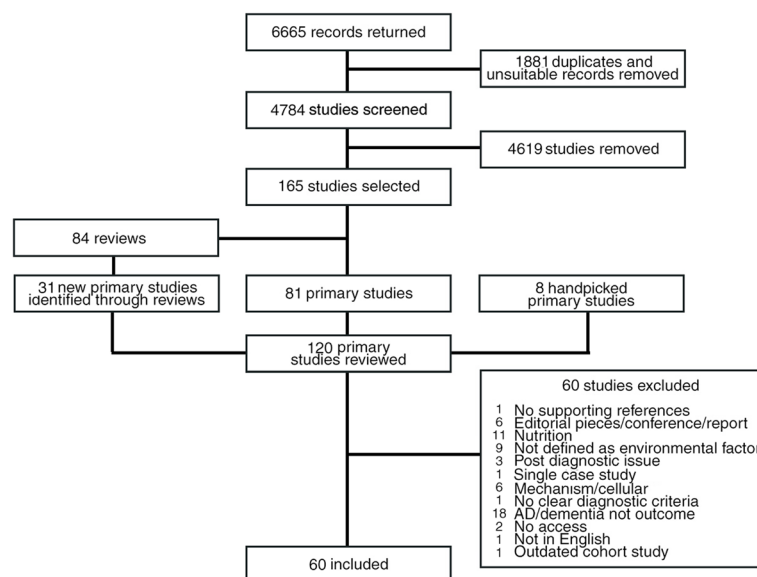 6665 records returned
1881 duplicates and
unsuitable records removed
4784 studies screened
4619 studies removed
165 studies selected
84 reviews
31 new primary studies
identified through reviews
81 primary studies
8 handpicked
primary studies
120 primary
studies reviewed
60 studies excluded
1 No supporting references
6 Editorial pieces/conference/report
11 Nutrition
9 Not defined as environmental factor
3 Post diagnostic issue
1 Single case study
6 Mechanism/cellular
1 No clear diagnostic criteria
18 AD/dementia not outcome
2 No access
1 Not in English
1 Outdated cohort study
60 included